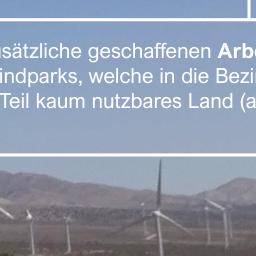 usätzliche geschaffenen Arbe
indparks, welche in die Bezi
Teil kaum nutzbares Land (a